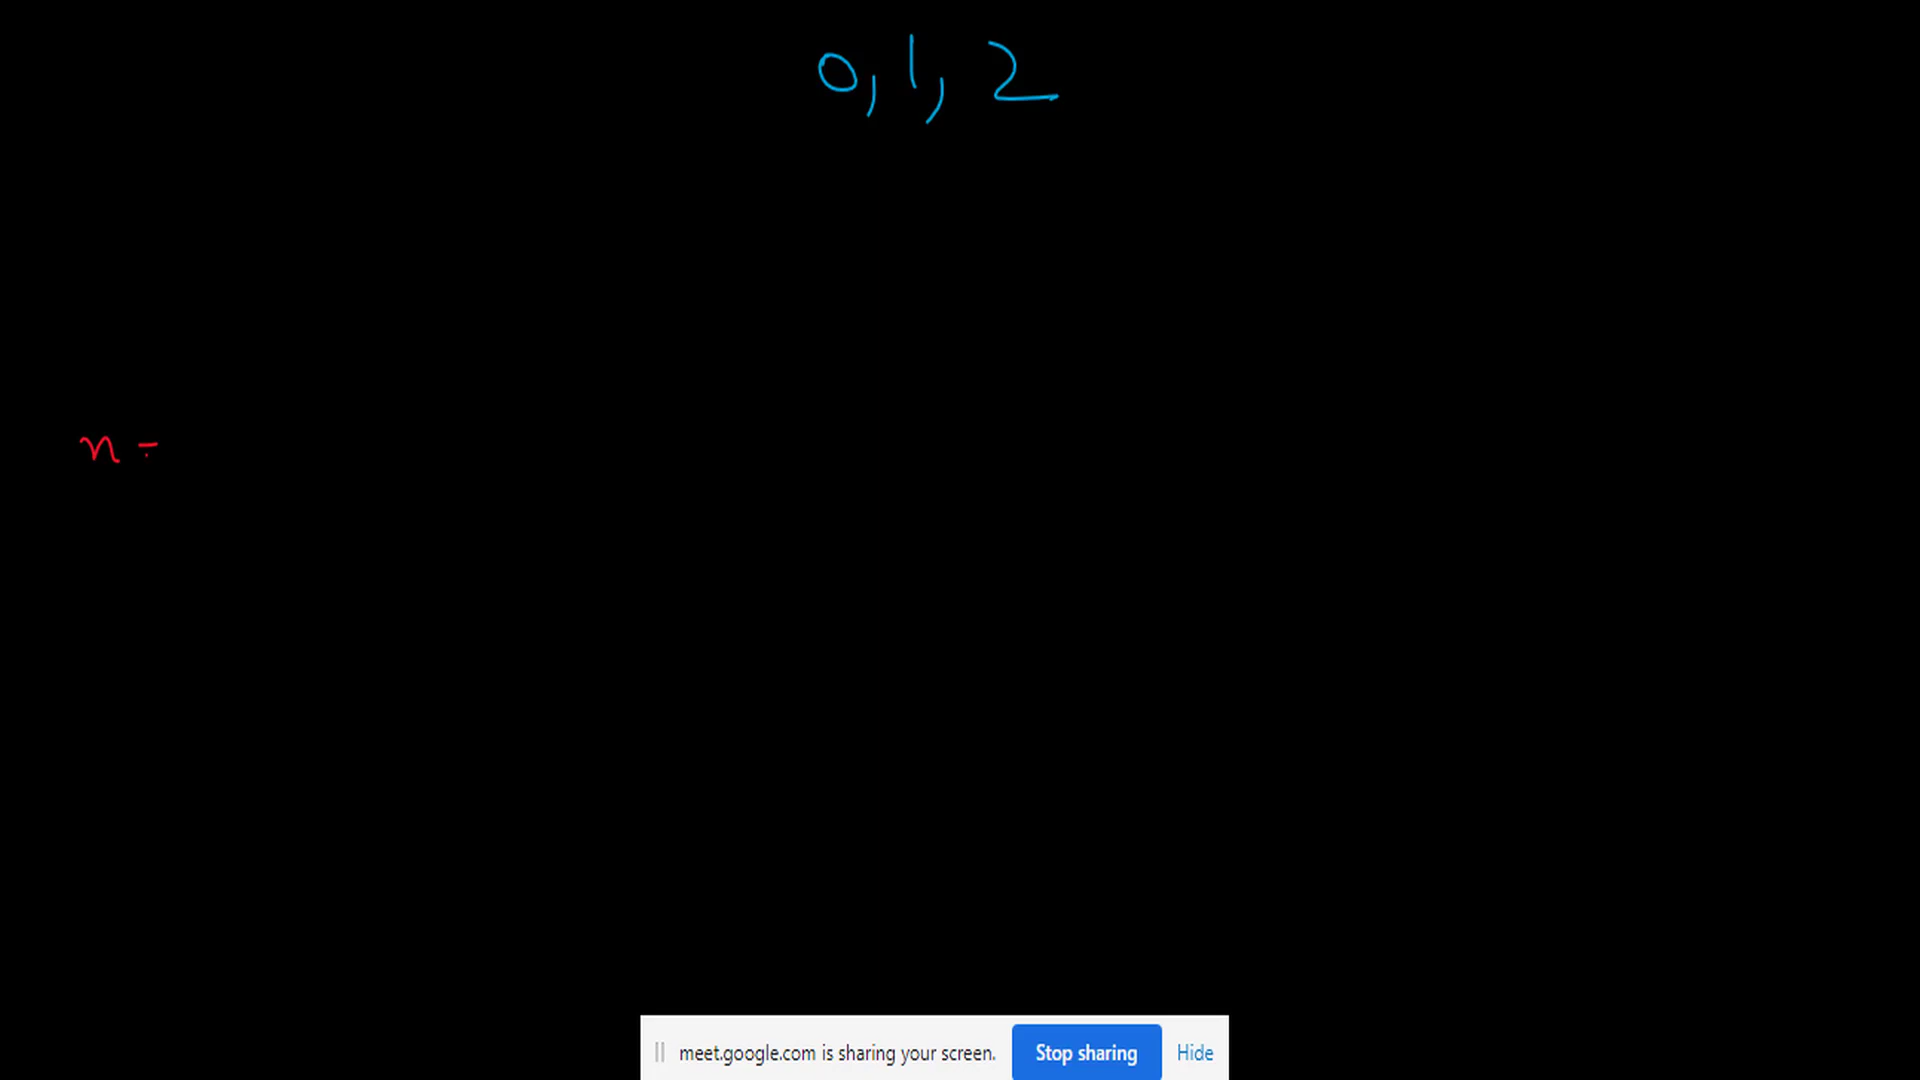 0, 1, 2
n =
meet.google.com is sharing your screen. Stop sharing Hide